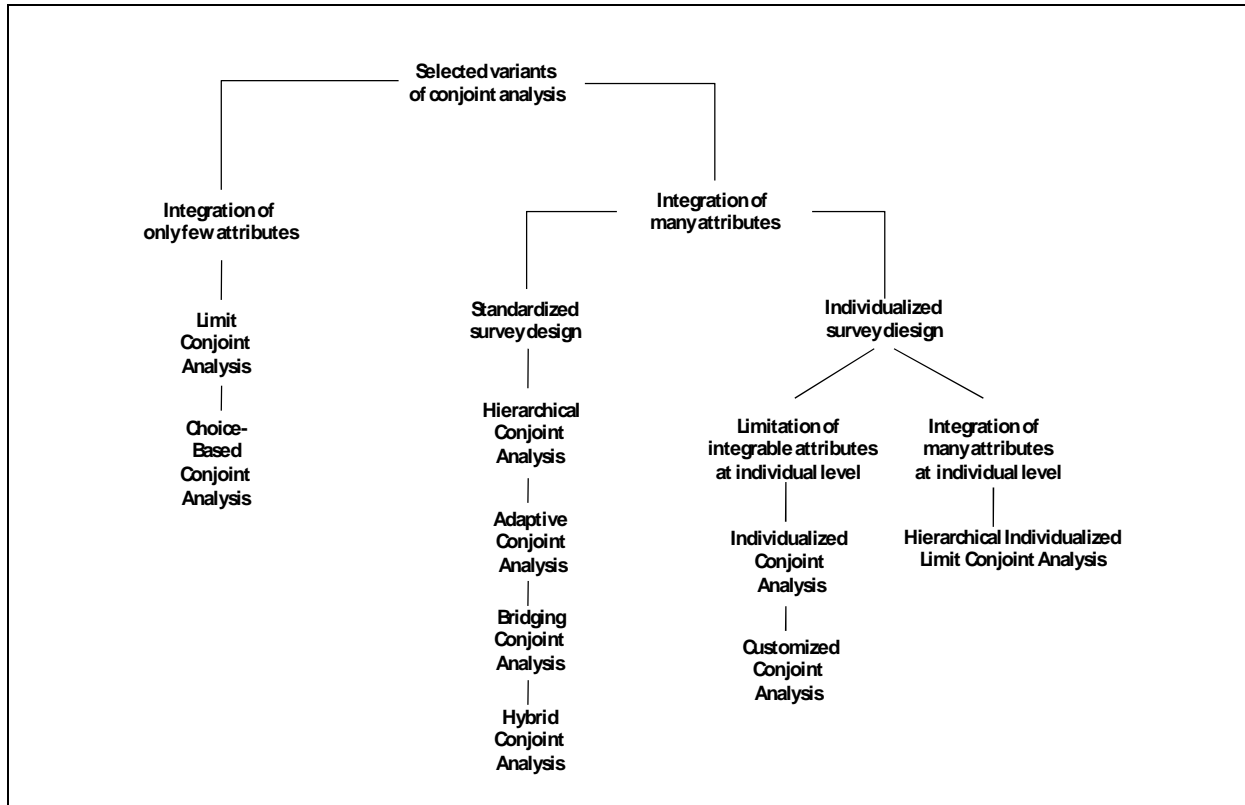 Selected variants
of conjoint analysis
Integration of
only few attributes
Limit
Conjoint
Analysis
Choice-
Based
Conjoint
Analysis
Integration of
many attributes
Standardized
survey design
Hierarchical
Conjoint
Analysis
Adaptive
Conjoint
Analysis
Bridging
Conjoint
Analysis
Hybrid
Conjoint
Analysis
Individualized
survey diesign
Limitation of
integrable attributes
at individual level
Individualized
Conjoint
Analysis
Customized
Conjoint
Analysis
Integration of
many attributes
at individual level
Hierarchical Individualized
Limit Conjoint Analysis